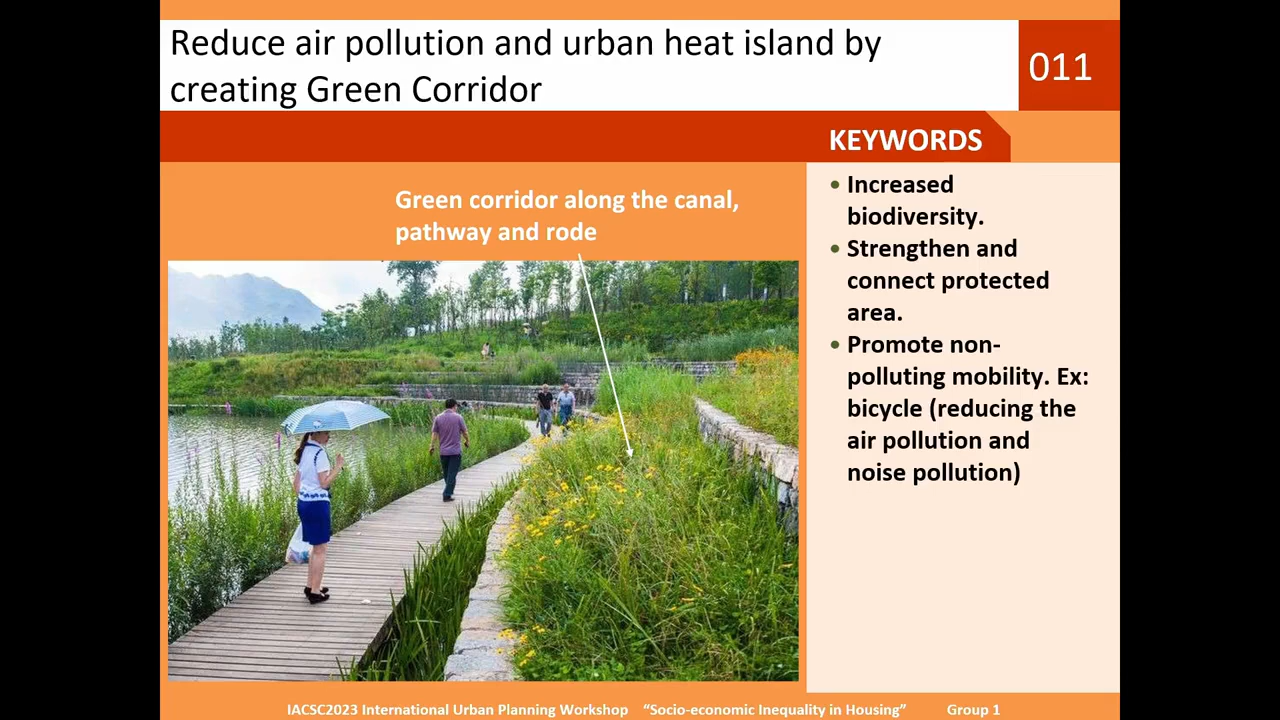 Reduce air pollution and urban heat island by
creating Green Corridor
011
KEYWORDS
Green corridor along the canal,
pathway and rode
• Increased
biodiversity.
• Strengthen and
connect protected
area.
• Promote non-
polluting mobility. Ex:
bicycle (reducing the
air pollution and
noise pollution)
IACSC2023 International Urban Planning Workshop “Socio-economic Inequality in Housing” Group 1